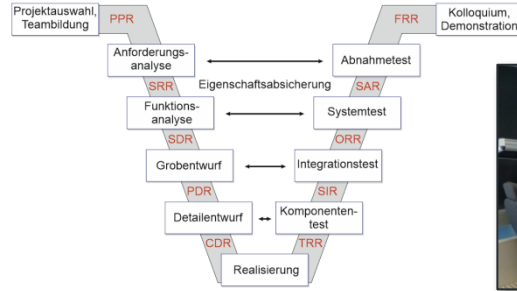 Projektauswahl,
Teambildung
PPR
FRR
Kolloquium,
Demonstration
Anforderungs-
analyse
Abnahmetest
SRR
Eigenschaftsabsicherung
SAR
Funktions-
analyse
Systemtest
SDR
ORR
Grobentwurf
Integrationstest
PDR
SIR
Detailentwurf
Komponenten-
test
CDR
TRR
Realisierung